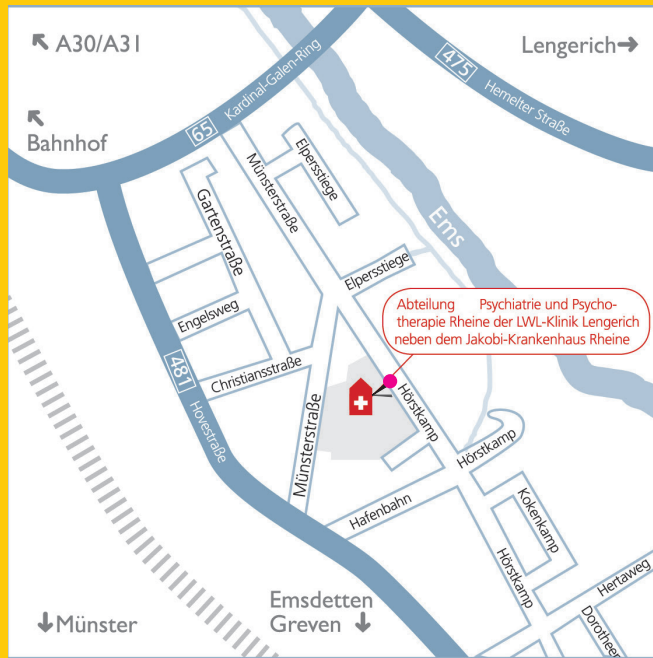 A30/A31
Lengerich
475
Hemelter Straße
Kardinal-Galen-Ring
65
Bahnhof
Elpersstiege
Münsterstraße
Gartenstraße
Ems
Elpersstiege
Engelsweg
Abteilung Psychiatrie und Psycho-
therapie Rheine der LWL-Klinik Lengerich
neben dem Jakobi-Krankenhaus Rheine
481
Christiansstraße
Hovestraße
Münsterstraße
Hörstkamp
Hörstkamp
Hafenbahn
Kokenkamp
Hörstkamp
Hertaweg
Dorotheen
Emsdetten
Greven
Münster